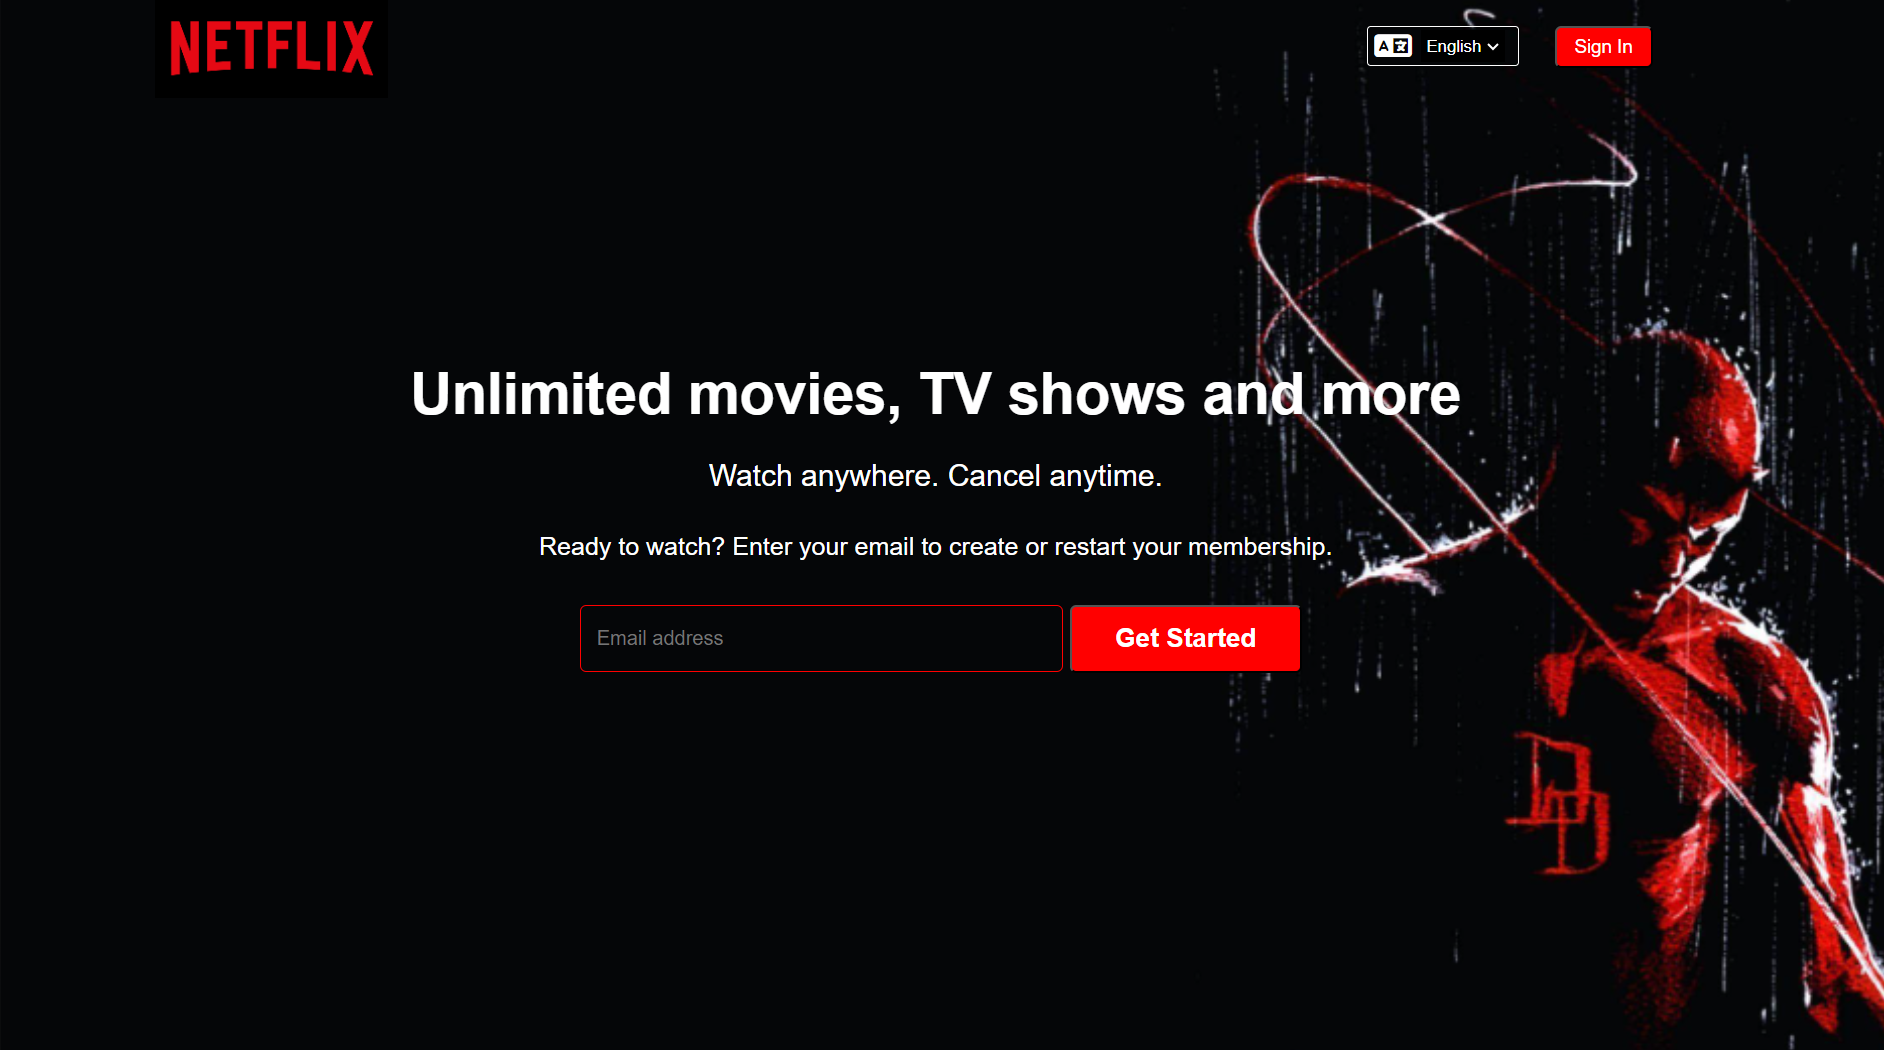 NETFLIX
English
Sign In
Unlimited movies, TV shows and more
Watch anywhere. Cancel anytime.
Ready to watch? Enter your email to create or restart your membership.
Email address
Get Started
DD